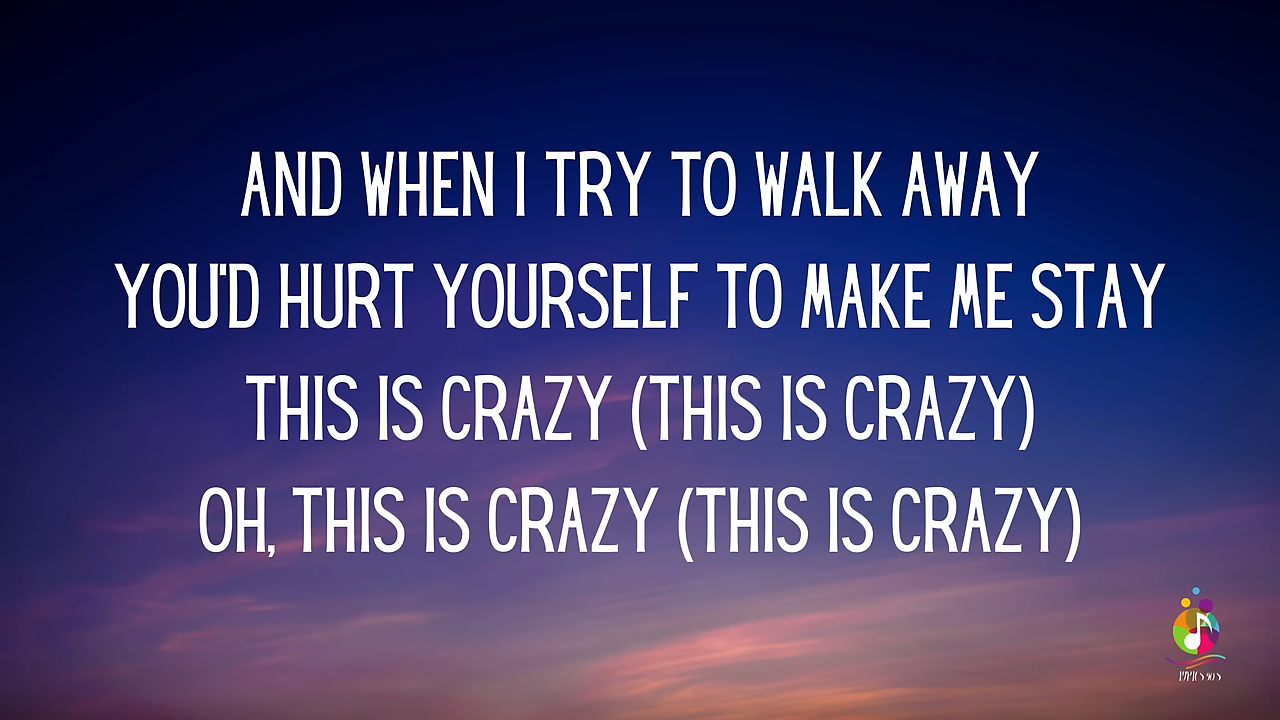 AND WHEN I TRY TO WALK AWAY
YOU'D HURT YOURSELF TO MAKE ME STAY
THIS IS CRAZY (THIS IS CRAZY)
OH, THIS IS CRAZY (THIS IS CRAZY)